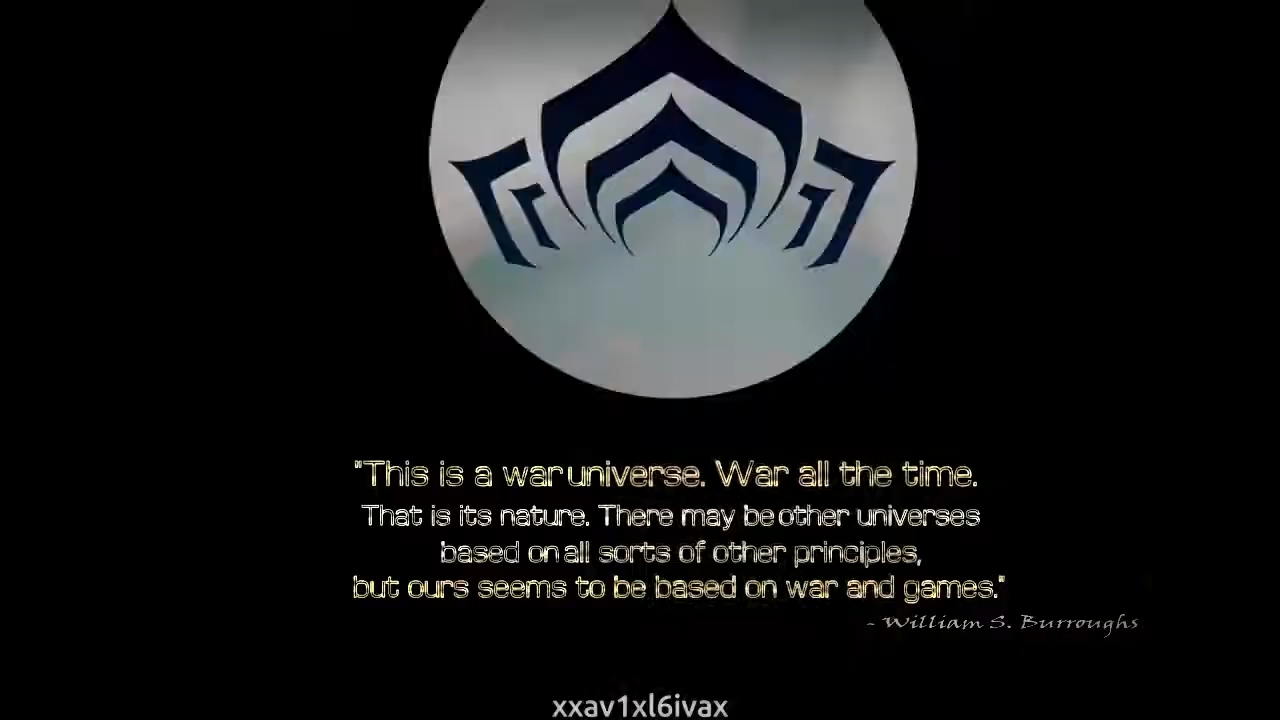 "This is a war universe. War all the time.
That is its nature. There may be other universes
based on all sorts of other principles,
but ours seems to be based on war and games."
- William S. Burroughs
xxav1xl6ivax